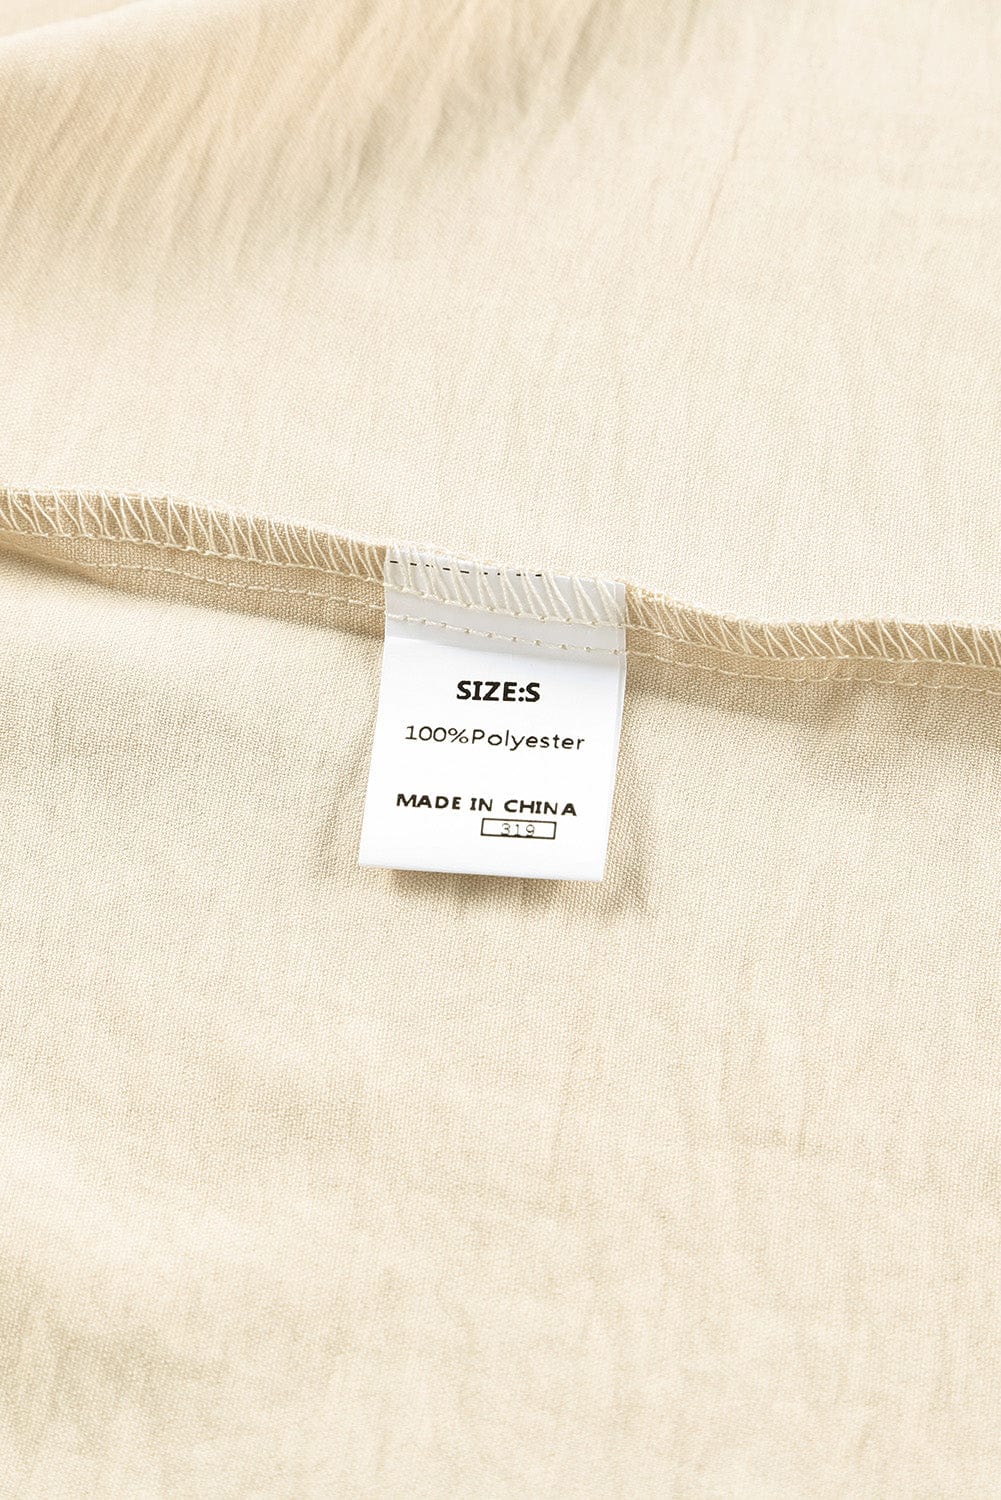 SIZE:S
100%Polyester
MADE IN CHINA
319